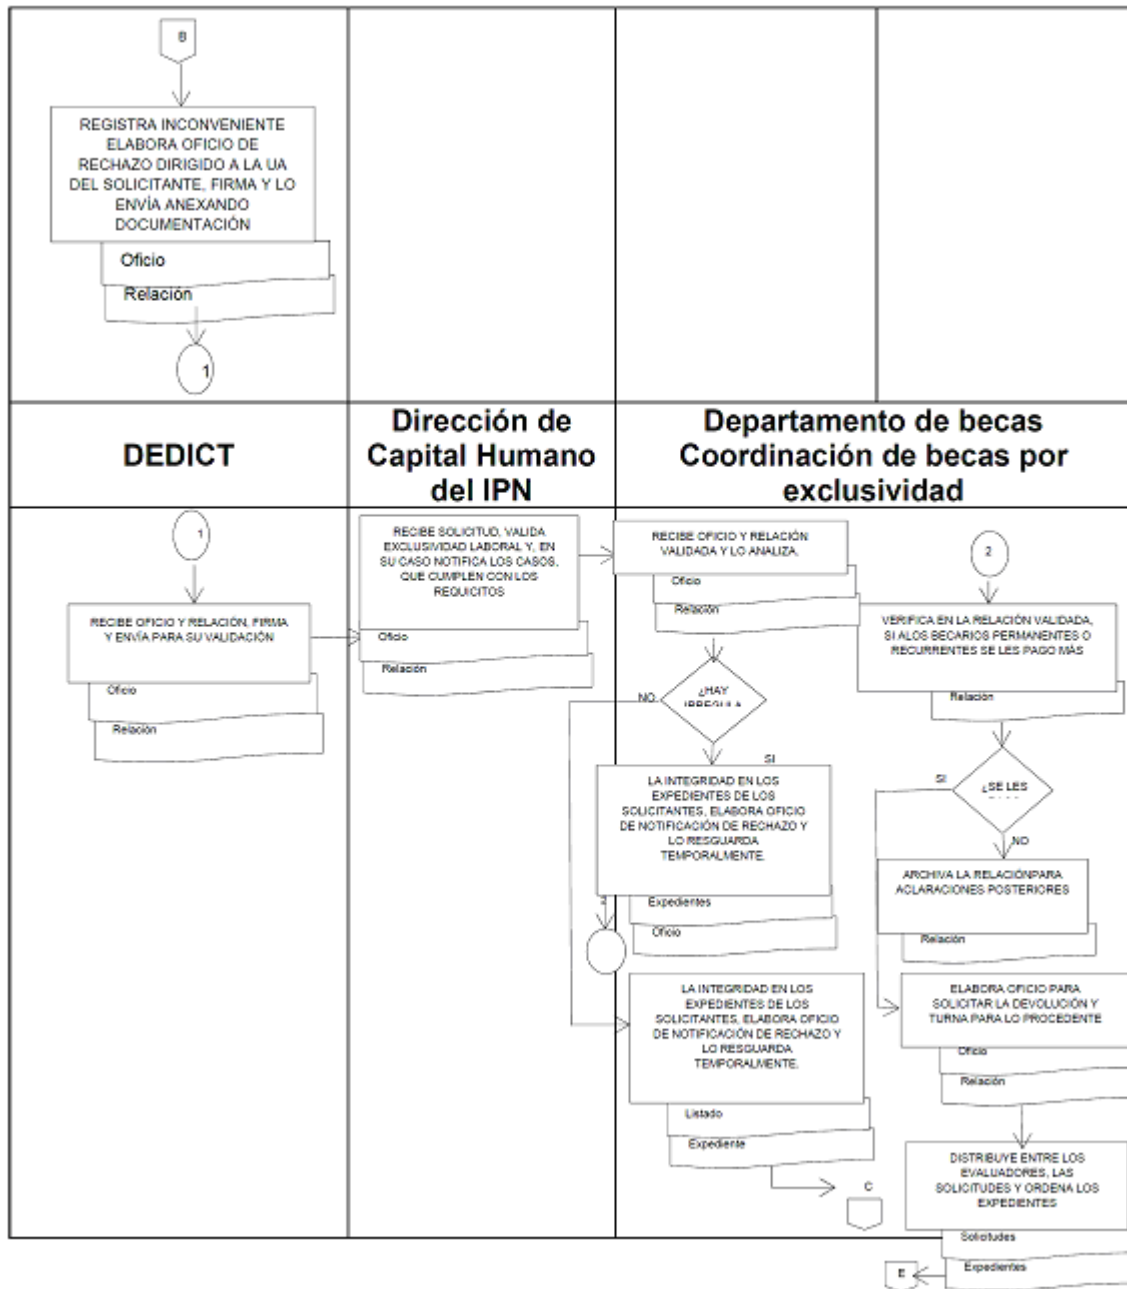 B
REGISTRA INCONVENIENTE
ELABORA OFICIO DE
RECHAZO DIRIGIDO A LA UA
DEL SOLICITANTE, FIRMA Y LO
ENVÍA ANEXANDO
DOCUMENTACIÓN
Oficio
Relación
1
DEDICT
Dirección de
Capital Humano
del IPN
Departamento de becas
Coordinación de becas por
exclusividad
1
RECIBE OFICIO Y RELACIÓN, FIRMA
Y ENVÍA PARA SU VALIDACIÓN
Oficio
Relación
RECIBE SOLICITUD, VALIDA
EXCLUSIVIDAD LABORAL Y, EN
SU CASO NOTIFICA LOS CASOS,
QUE CUMPLEN CON LOS
REQUICITOS
Oficio
Relación
RECIBE OFICIO Y RELACIÓN
VALIDADA Y LO ANALIZA.
Oficio
Relación
¿HAY
NO
SI
LA INTEGRIDAD EN LOS
EXPEDIENTES DE LOS
SOLICITANTES, ELABORA OFICIO
DE NOTIFICACIÓN DE RECHAZO Y
LO RESGUARDA
TEMPORALMENTE.
Expedientes
Oficio
LA INTEGRIDAD EN LOS
EXPEDIENTES DE LOS
SOLICITANTES, ELABORA OFICIO
DE NOTIFICACIÓN DE RECHAZO Y
LO RESGUARDA
TEMPORALMENTE.
Listado
Expediente
C
2
VERIFICA EN LA RELACIÓN VALIDADA,
SI ALOS BECARIOS PERMANENTES O
RECURRENTES SE LES PAGO MÁS
Relación
¿SE LES
SI
NO
ARCHIVA LA RELACIÓNPARA
ACLARACIONES POSTERIORES
Relación
ELABORA OFICIO PARA
SOLICITAR LA DEVOLUCIÓN Y
TURNA PARA LO PROCEDENTE
Oficio
Relación
DISTRIBUYE ENTRE LOS
EVALUADORES, LAS
SOLICITUDES Y ORDENA LOS
EXPEDIENTES
Solicitudes
Expedientes
E